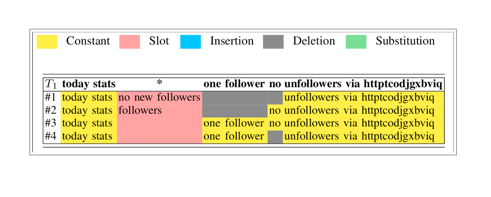 Constant Slot Insertion Deletion Substitution
T1 today stats * one follower no unfollowers via httptcodjgxbviq
#1 today stats no new followers unfollowers via httptcodjgxbviq
#2 today stats followers no unfollowers via httptcodjgxbviq
#3 today stats one follower no unfollowers via httptcodjgxbviq
#4 today stats one follower unfollowers via httptcodjgxbviq